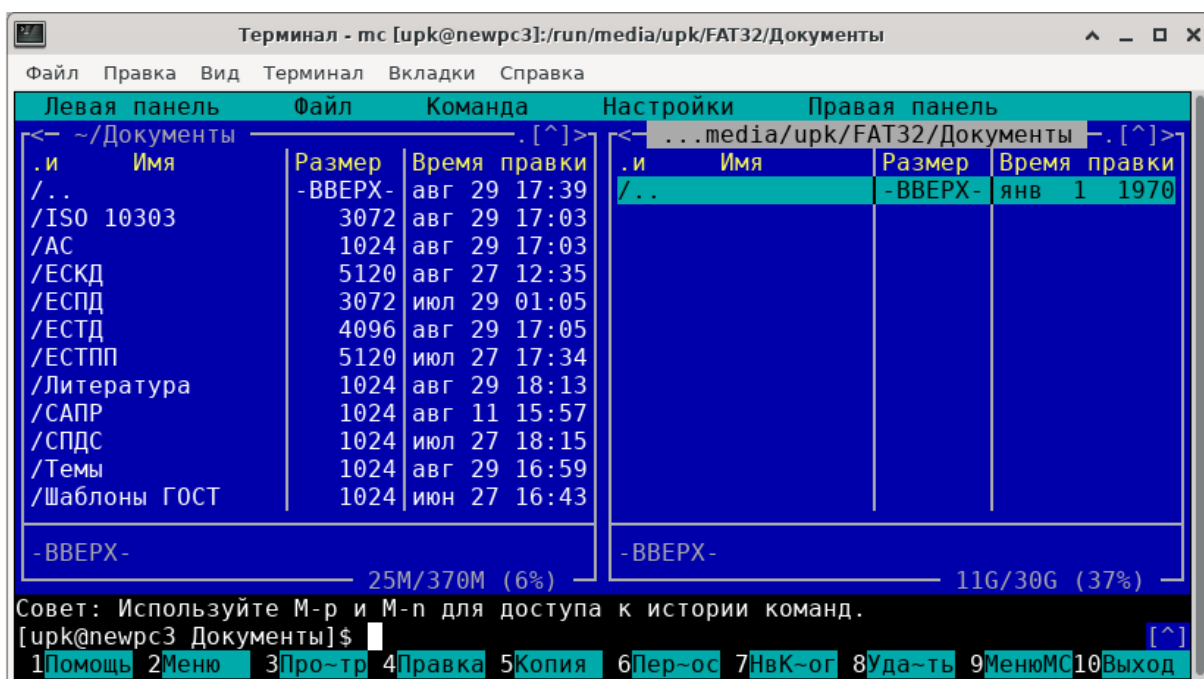 Терминал - mc [upk@newpc3]:/run/media/upk/FAT32/Документы
Файл Правка Вид Терминал Вкладки Справка
Левая панель Файл Команда Настройки Правая панель
<─ ~/Документы .[^]> <─ ...media/upk/FAT32/Документы .[^]>
.и Имя Размер Время правки .и Имя Размер Время правки
/.. -ВВЕРХ- авг 29 17:39 /.. -ВВЕРХ- янв 1 1970
/ISO 10303 3072 авг 29 17:03
/АС 1024 авг 29 17:03
/ЕСКД 5120 авг 27 12:35
/ЕСПД 3072 июл 29 01:05
/ЕСТД 4096 авг 29 17:05
/ЕСТПП 5120 июл 27 17:34
/Литература 1024 авг 29 18:13
/САПР 1024 авг 11 15:57
/СПДС 1024 июл 27 18:15
/Темы 1024 авг 29 16:59
/Шаблоны ГОСТ 1024 июн 27 16:43
-ВВЕРХ- -ВВЕРХ-
25M/370M (6%) 11G/30G (37%)
Совет: Используйте M-p и M-n для доступа к истории команд.
[upk@newpc3 Документы]$ [^]
1Помощь 2Меню 3Про~тр 4Правка 5Копия 6Пер~ос 7НвК~ог 8Уда~ть 9МенюMC 10Выход